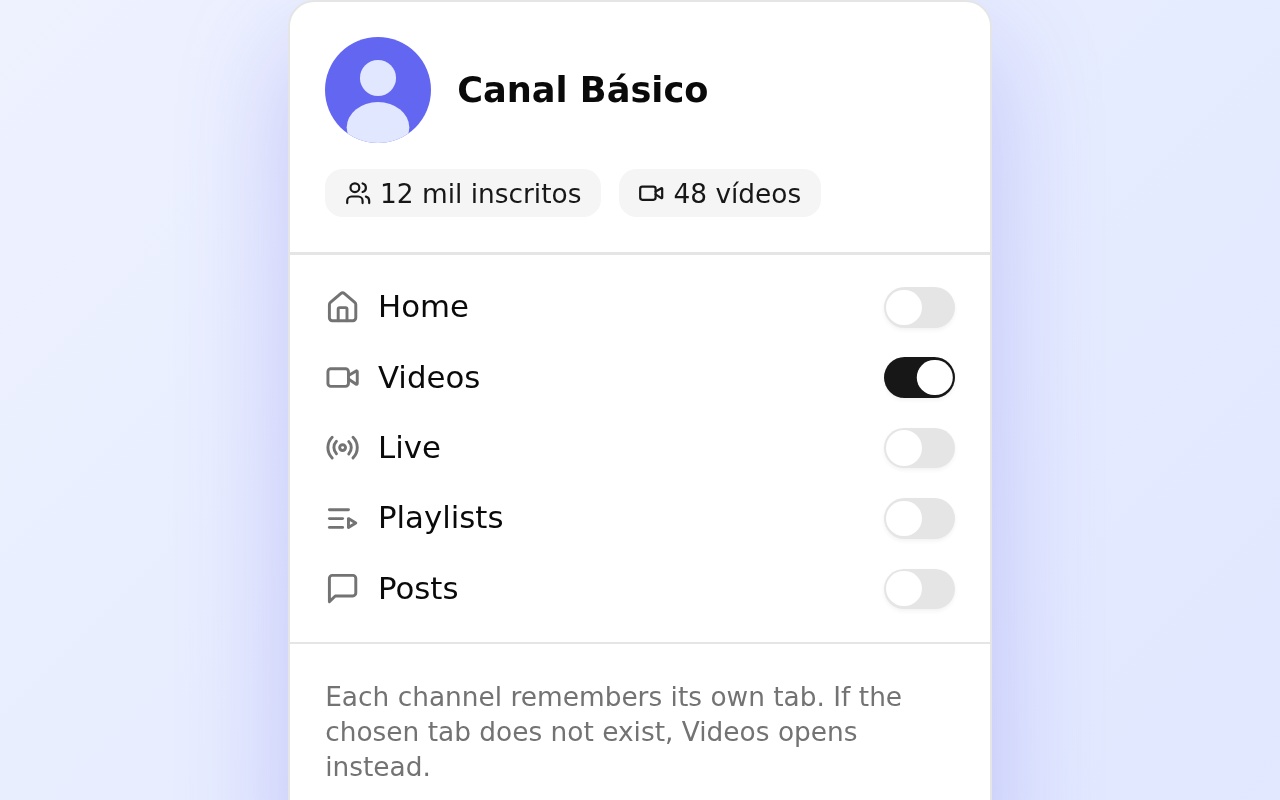 Canal Básico
12 mil inscritos
48 vídeos
Home
Videos
Live
Playlists
Posts
Each channel remembers its own tab. If the
chosen tab does not exist, Videos opens
instead.